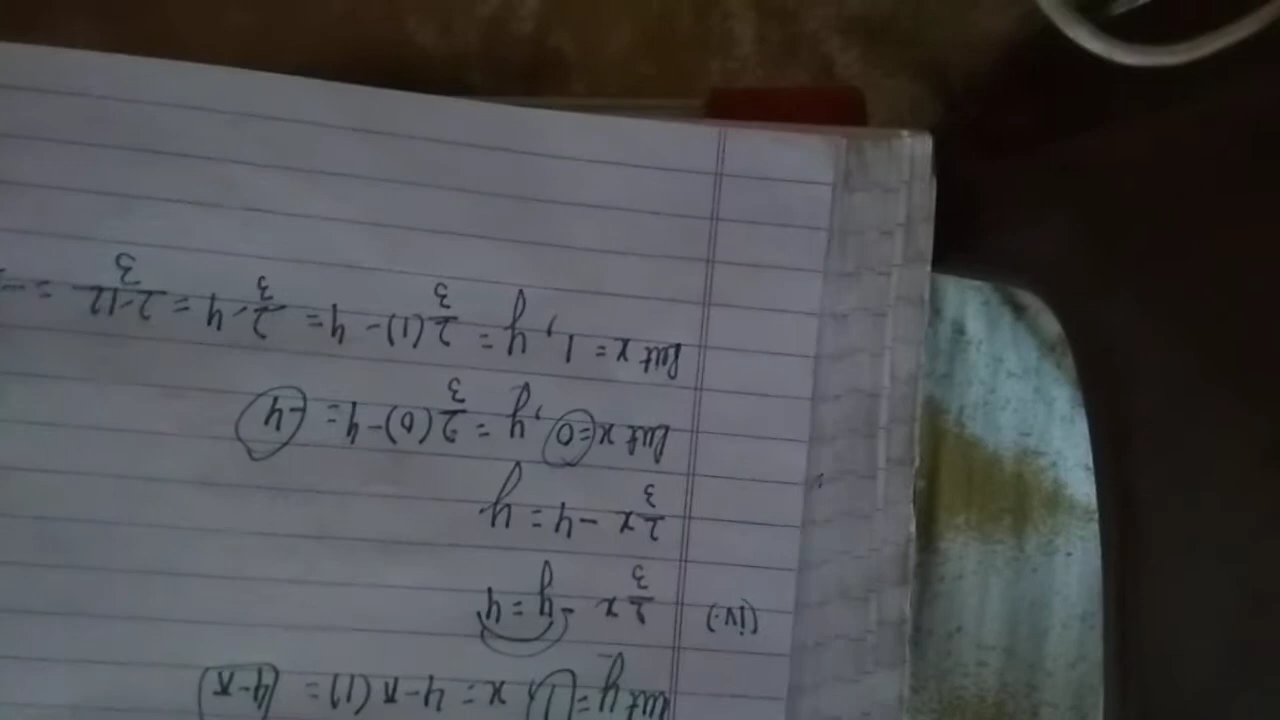 Put y = 1, x = 4-π(1) = 4-π
(iv) 2/3 x - y = 4
2/3 x - 4 = y
Put x = 0, y = 2/3 (0) - 4 = -4
Put x = 1, y = 2/3 (1) - 4 = 2/3 - 4 = 2-12/3 = -